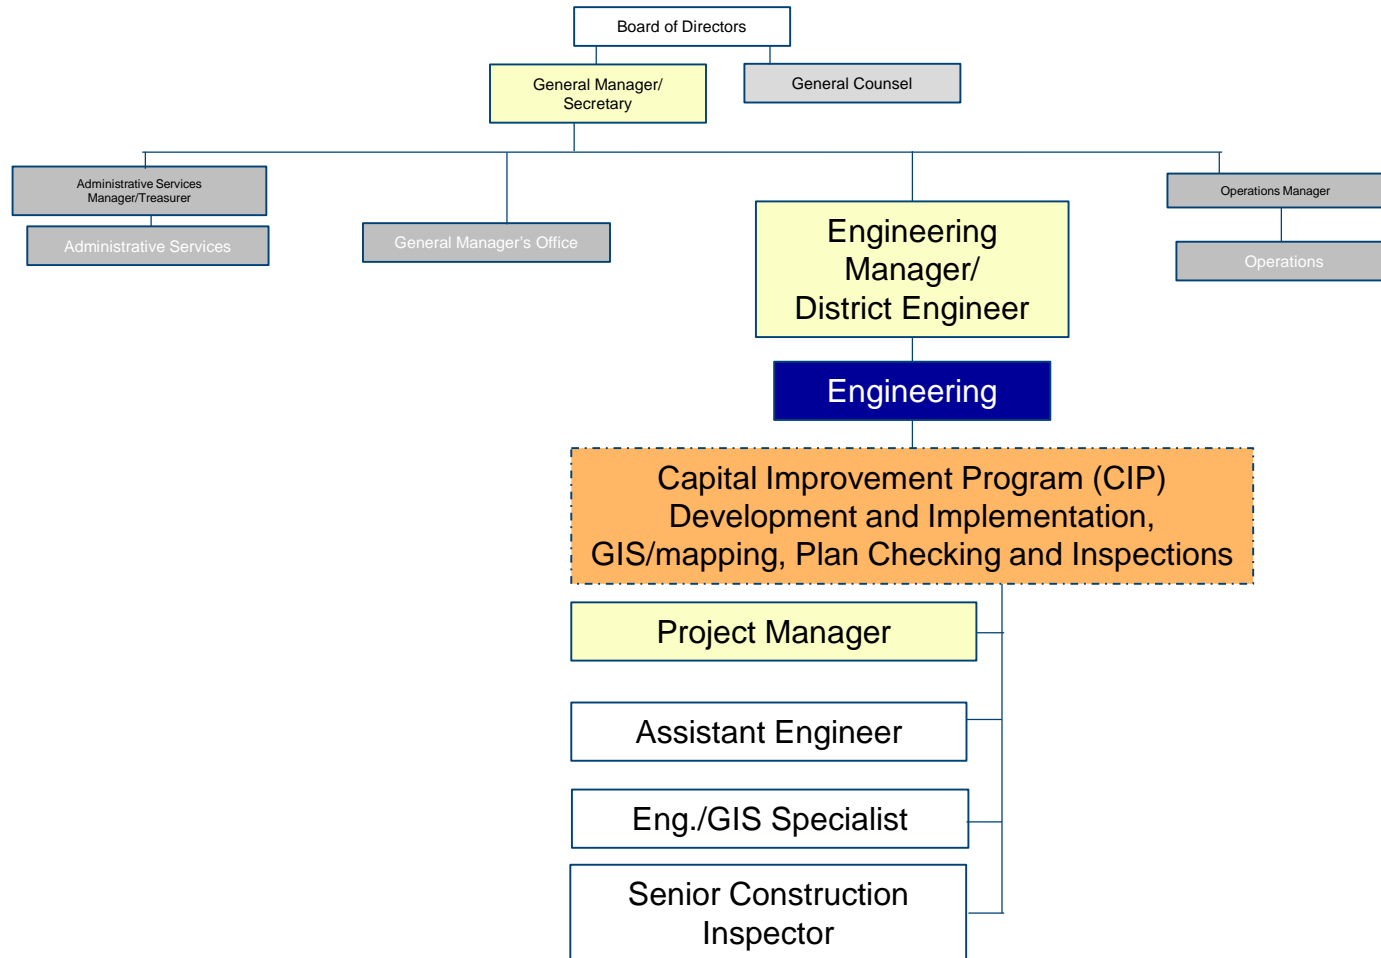 Board of Directors
General Manager/
Secretary
General Counsel
Administrative Services
Manager/Treasurer
Administrative Services
General Manager's Office
Engineering
Manager/
District Engineer
Operations Manager
Operations
Engineering
Capital Improvement Program (CIP)
Development and Implementation,
GIS/mapping, Plan Checking and Inspections
Project Manager
Assistant Engineer
Eng./GIS Specialist
Senior Construction
Inspector